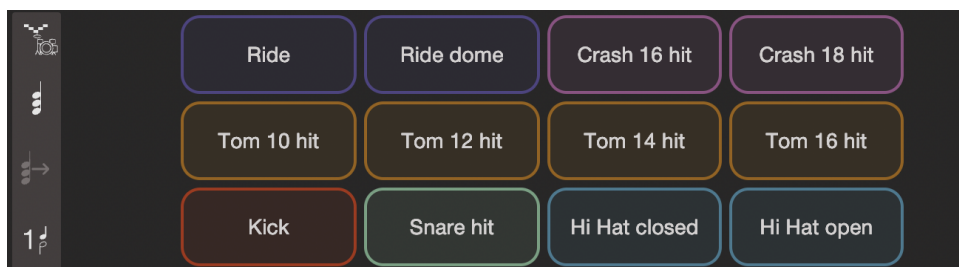 Ride Ride dome Crash 16 hit Crash 18 hit
Tom 10 hit Tom 12 hit Tom 14 hit Tom 16 hit
Kick Snare hit Hi Hat closed Hi Hat open
1